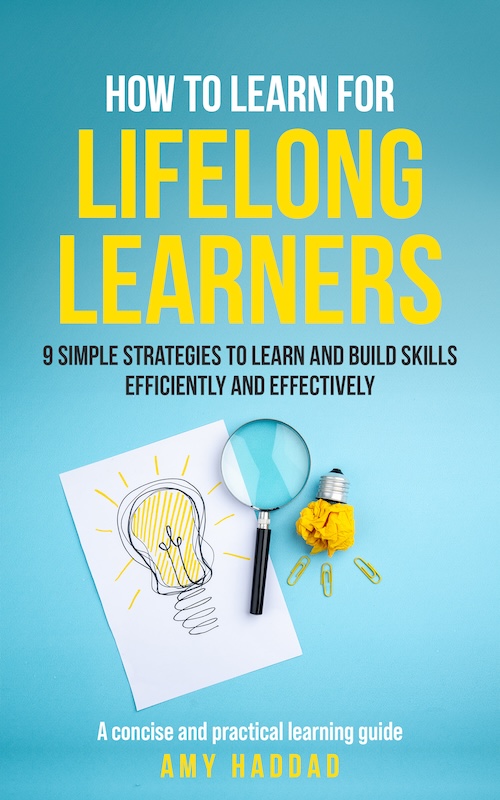 HOW TO LEARN FOR
LIFELONG
LEARNERS
9 SIMPLE STRATEGIES TO LEARN AND BUILD SKILLS
EFFICIENTLY AND EFFECTIVELY
A concise and practical learning guide
AMY HADDAD